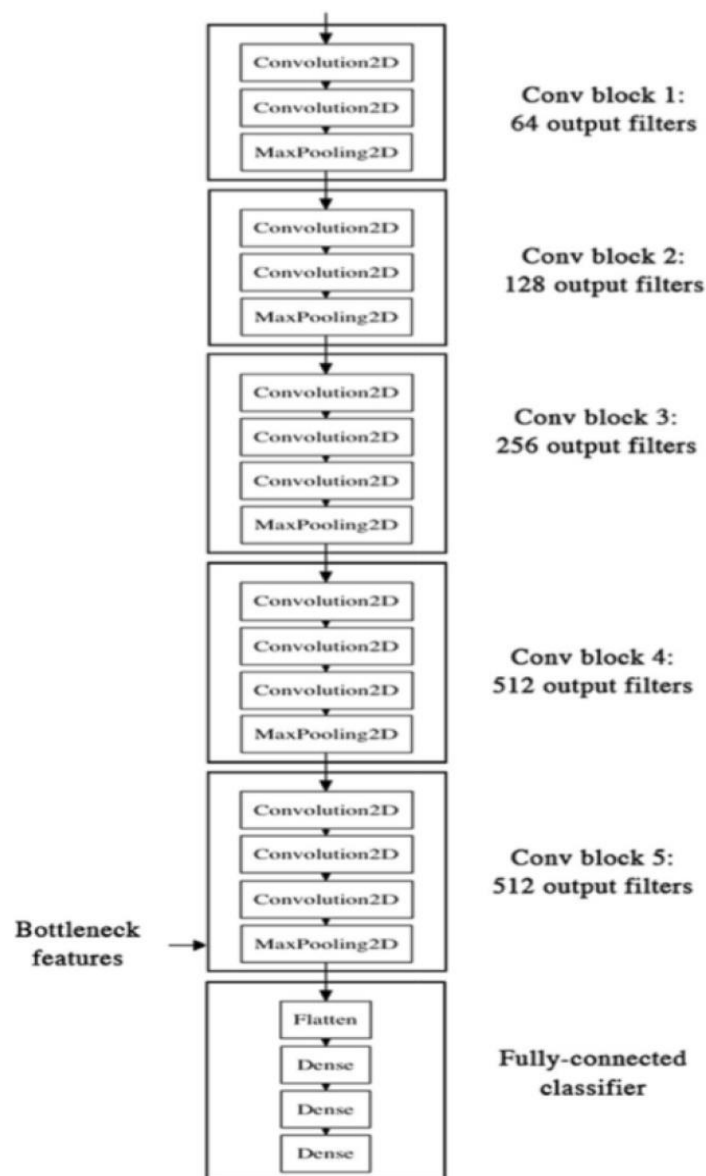 Convolution2D
Convolution2D
MaxPooling2D
Conv block 1:
64 output filters
Convolution2D
Convolution2D
MaxPooling2D
Conv block 2:
128 output filters
Convolution2D
Convolution2D
Convolution2D
MaxPooling2D
Conv block 3:
256 output filters
Convolution2D
Convolution2D
Convolution2D
MaxPooling2D
Conv block 4:
512 output filters
Convolution2D
Convolution2D
Convolution2D
MaxPooling2D
Conv block 5:
512 output filters
Bottleneck
features
Flatten
Dense
Dense
Dense
Fully-connected
classifier